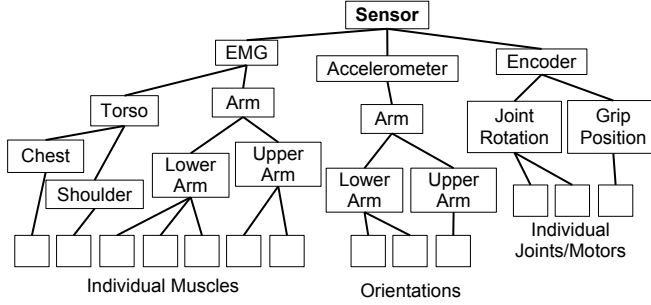 Sensor
EMG
Accelerometer
Encoder
Torso
Arm
Arm
Joint
Rotation
Grip
Position
Chest
Shoulder
Lower
Arm
Upper
Arm
Lower
Arm
Upper
Arm
Individual Muscles
Orientations
Individual
Joints/Motors